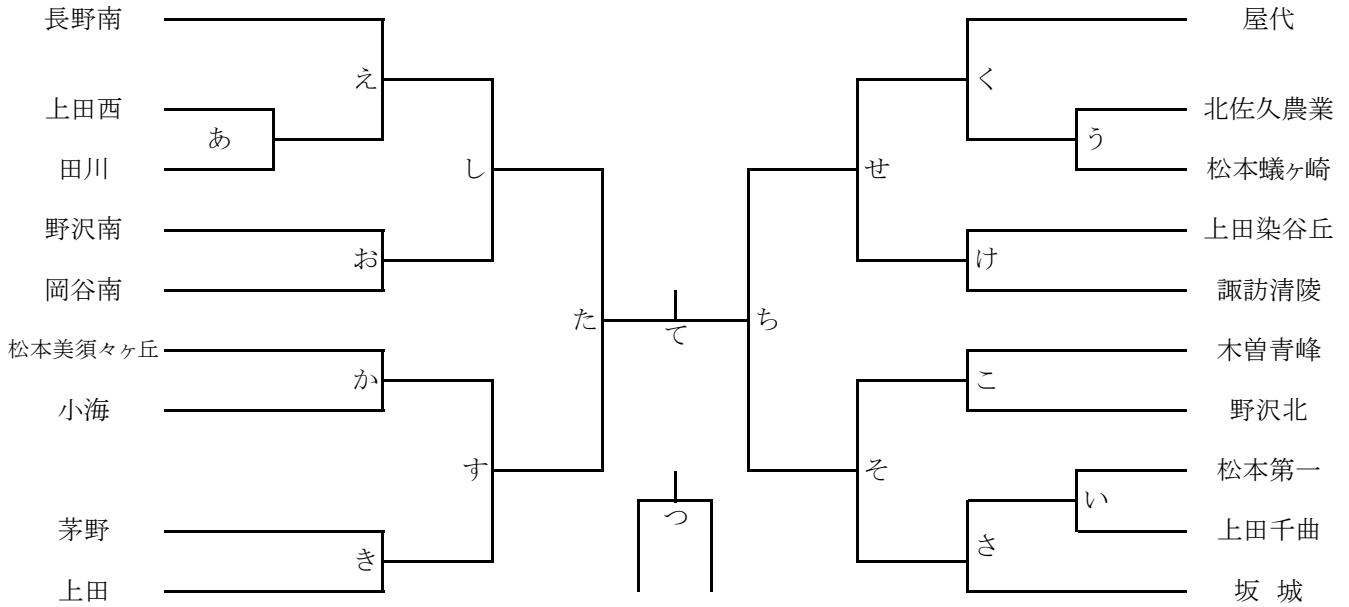 長野南
屋代
え
く
上田西
北佐久農業
あ
う
田川
松本蟻ヶ崎
し
せ
野沢南
上田染谷丘
お
け
岡谷南
諏訪清陵
た
て
ち
松本美須々ヶ丘
木曽青峰
か
こ
小海
野沢北
す
そ
松本第一
い
つ
茅野
上田千曲
き
さ
上田
坂 城